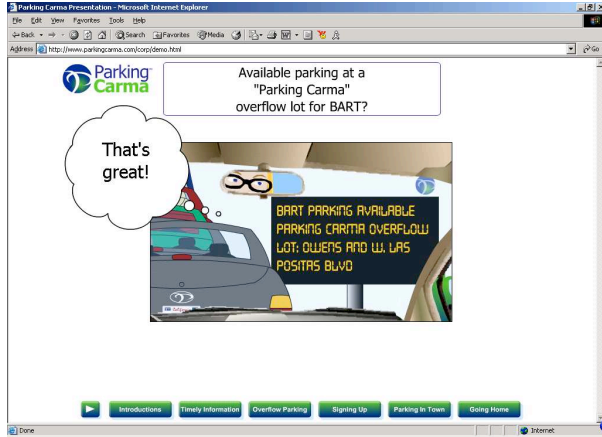 Parking Carma Presentation - Microsoft Internet Explorer
File Edit View Favorites Tools Help
Back Search Favorites Media
Address http://www.parkingcarma.com/corp/demo.html Go
Parking
Carma
Available parking at a
"Parking Carma"
overflow lot for BART?
That's
great!
BART PARKING AVAILABLE
PARKING CARMA OVERFLOW
LOT: OWENS AND W. LAS
POSITAS BLVD
Introductions Timely Information Overflow Parking Signing Up Parking In Town Going Home
Done Internet